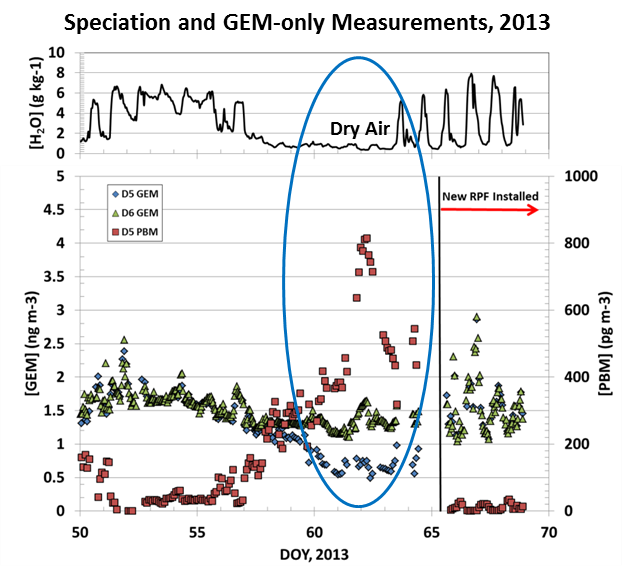 Speciation and GEM-only Measurements, 2013
[H2O] (g kg-1)
10
8
6
4
2
0
Dry Air
[GEM] (ng m-3)
5
4.5
4
3.5
3
2.5
2
1.5
1
0.5
0
D5 GEM
D6 GEM
D5 PBM
New RPF Installed
1000
800
600
400
200
0
[PBM] (pg m-3)
50
55
60
65
70
DOY, 2013